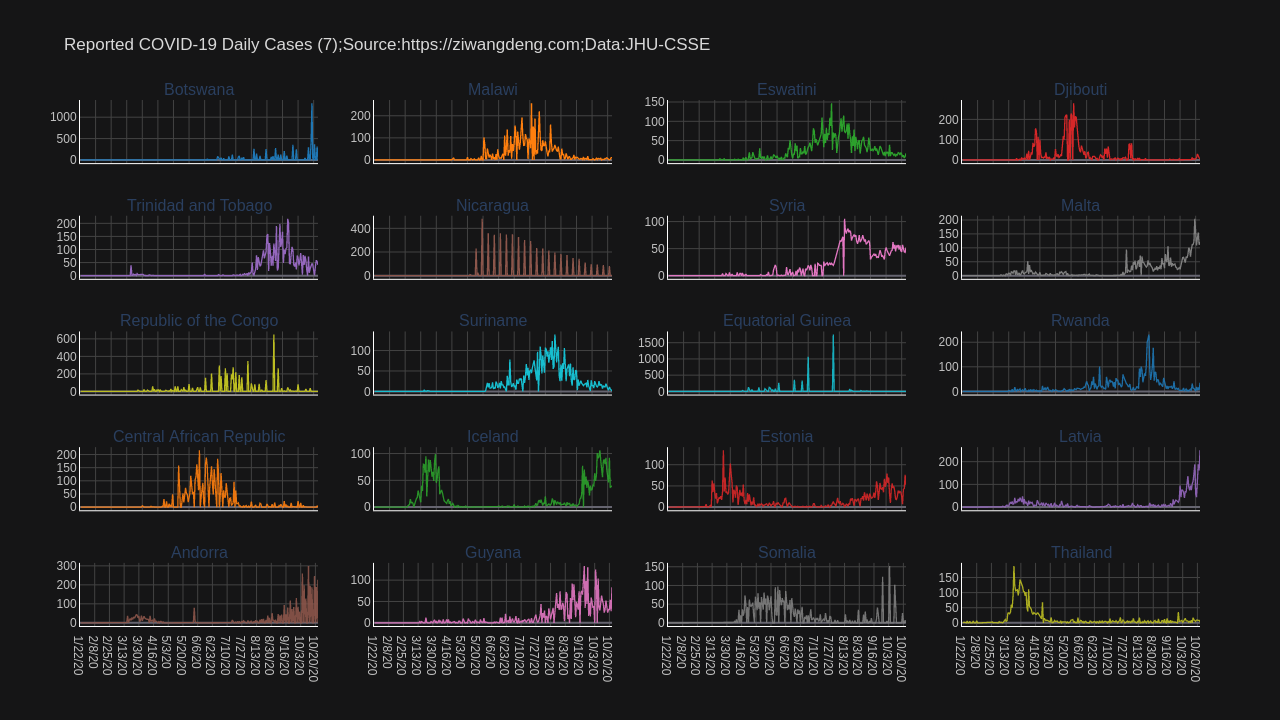 Reported COVID-19 Daily Cases (7);Source:https://ziwangdeng.com;Data:JHU-CSSE
Botswana Malawi Eswatini Djibouti
1000 500 0
200 100 0
150 100 50 0
200 100 0
Trinidad and Tobago Nicaragua Syria Malta
200 150 100 50 0
400 200 0
100 50 0
200 150 100 50 0
Republic of the Congo Suriname Equatorial Guinea Rwanda
600 400 200 0
100 50 0
1500 1000 500 0
200 100 0
Central African Republic Iceland Estonia Latvia
200 150 100 50 0
100 50 0
100 50 0
200 100 0
Andorra Guyana Somalia Thailand
300 200 100 0
100 50 0
150 100 50 0
150 100 50 0
1/22/20 2/8/20 2/25/20 3/13/20 3/30/20 4/16/20 5/3/20 5/20/20 6/6/20 6/23/20 7/10/20 7/27/20 8/13/20 8/30/20 9/16/20 10/3/20 10/20/20
1/22/20 2/8/20 2/25/20 3/13/20 3/30/20 4/16/20 5/3/20 5/20/20 6/6/20 6/23/20 7/10/20 7/27/20 8/13/20 8/30/20 9/16/20 10/3/20 10/20/20
1/22/20 2/8/20 2/25/20 3/13/20 3/30/20 4/16/20 5/3/20 5/20/20 6/6/20 6/23/20 7/10/20 7/27/20 8/13/20 8/30/20 9/16/20 10/3/20 10/20/20
1/22/20 2/8/20 2/25/20 3/13/20 3/30/20 4/16/20 5/3/20 5/20/20 6/6/20 6/23/20 7/10/20 7/27/20 8/13/20 8/30/20 9/16/20 10/3/20 10/20/20